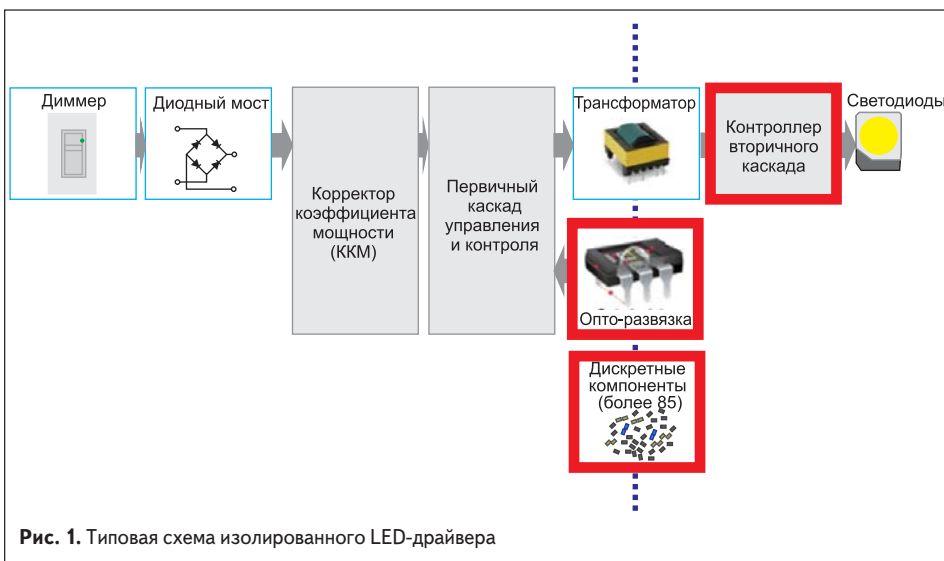 Диммер
Диодный мост
Корректор
коэффициента
мощности
(ККМ)
Первичный
каскад
управления
и контроля
Трансформатор
Контроллер
вторичного
каскада
Светодиоды
Опто-развязка
Дискретные
компоненты
(более 85)
Рис. 1. Типовая схема изолированного LED-драйвера